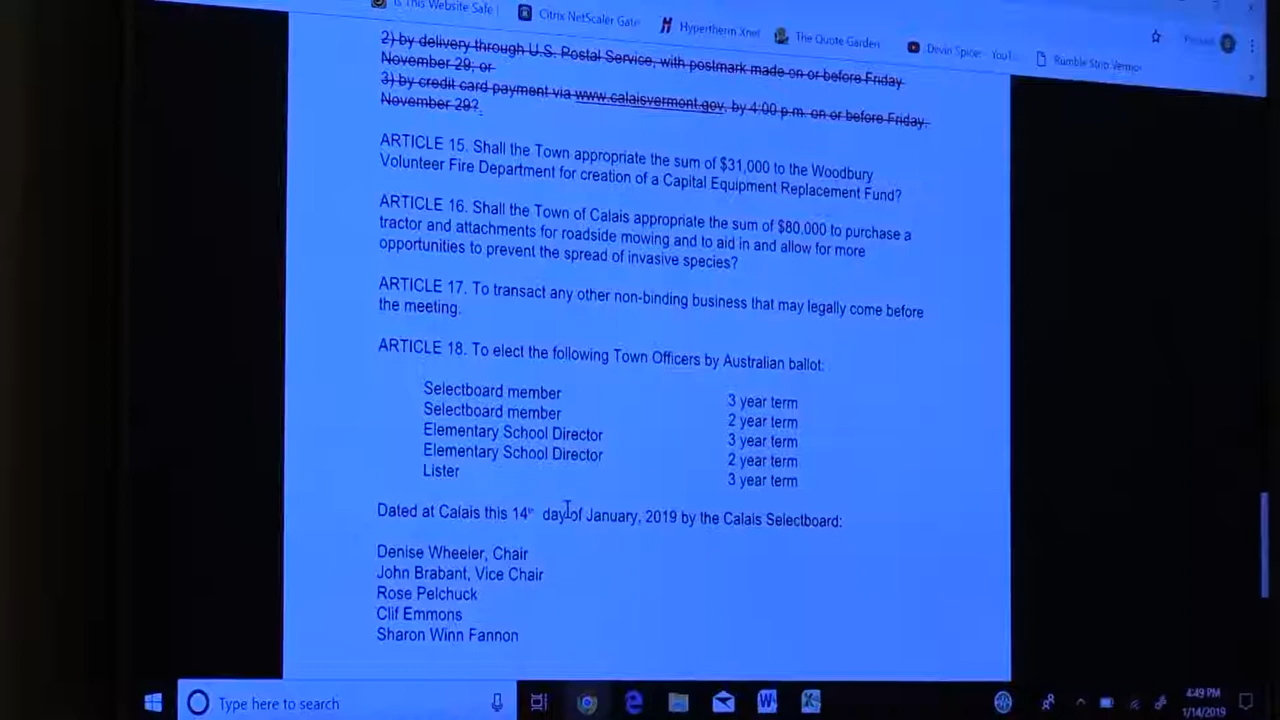 Is This Website Safe | Citrix NetScaler Gate Hypertherm Xnet The Quote Garden Devin Spicer - YouT... Rumble Strip Vermon Paused
2) by delivery through U.S. Postal Service, with postmark made on or before Friday
November 29; or
3) by credit card payment via www.calaisvermont.gov, by 4:00 p.m. on or before Friday,
November 29?.
ARTICLE 15. Shall the Town appropriate the sum of $31,000 to the Woodbury
Volunteer Fire Department for creation of a Capital Equipment Replacement Fund?
ARTICLE 16. Shall the Town of Calais appropriate the sum of $80,000 to purchase a
tractor and attachments for roadside mowing and to aid in and allow for more
opportunities to prevent the spread of invasive species?
ARTICLE 17. To transact any other non-binding business that may legally come before
the meeting.
ARTICLE 18. To elect the following Town Officers by Australian ballot:
Selectboard member 3 year term
Selectboard member 2 year term
Elementary School Director 3 year term
Elementary School Director 2 year term
Lister 3 year term
Dated at Calais this 14th day of January, 2019 by the Calais Selectboard:
Denise Wheeler, Chair
John Brabant, Vice Chair
Rose Pelchuck
Clif Emmons
Sharon Winn Fannon
Type here to search
4:49 PM
1/14/2019